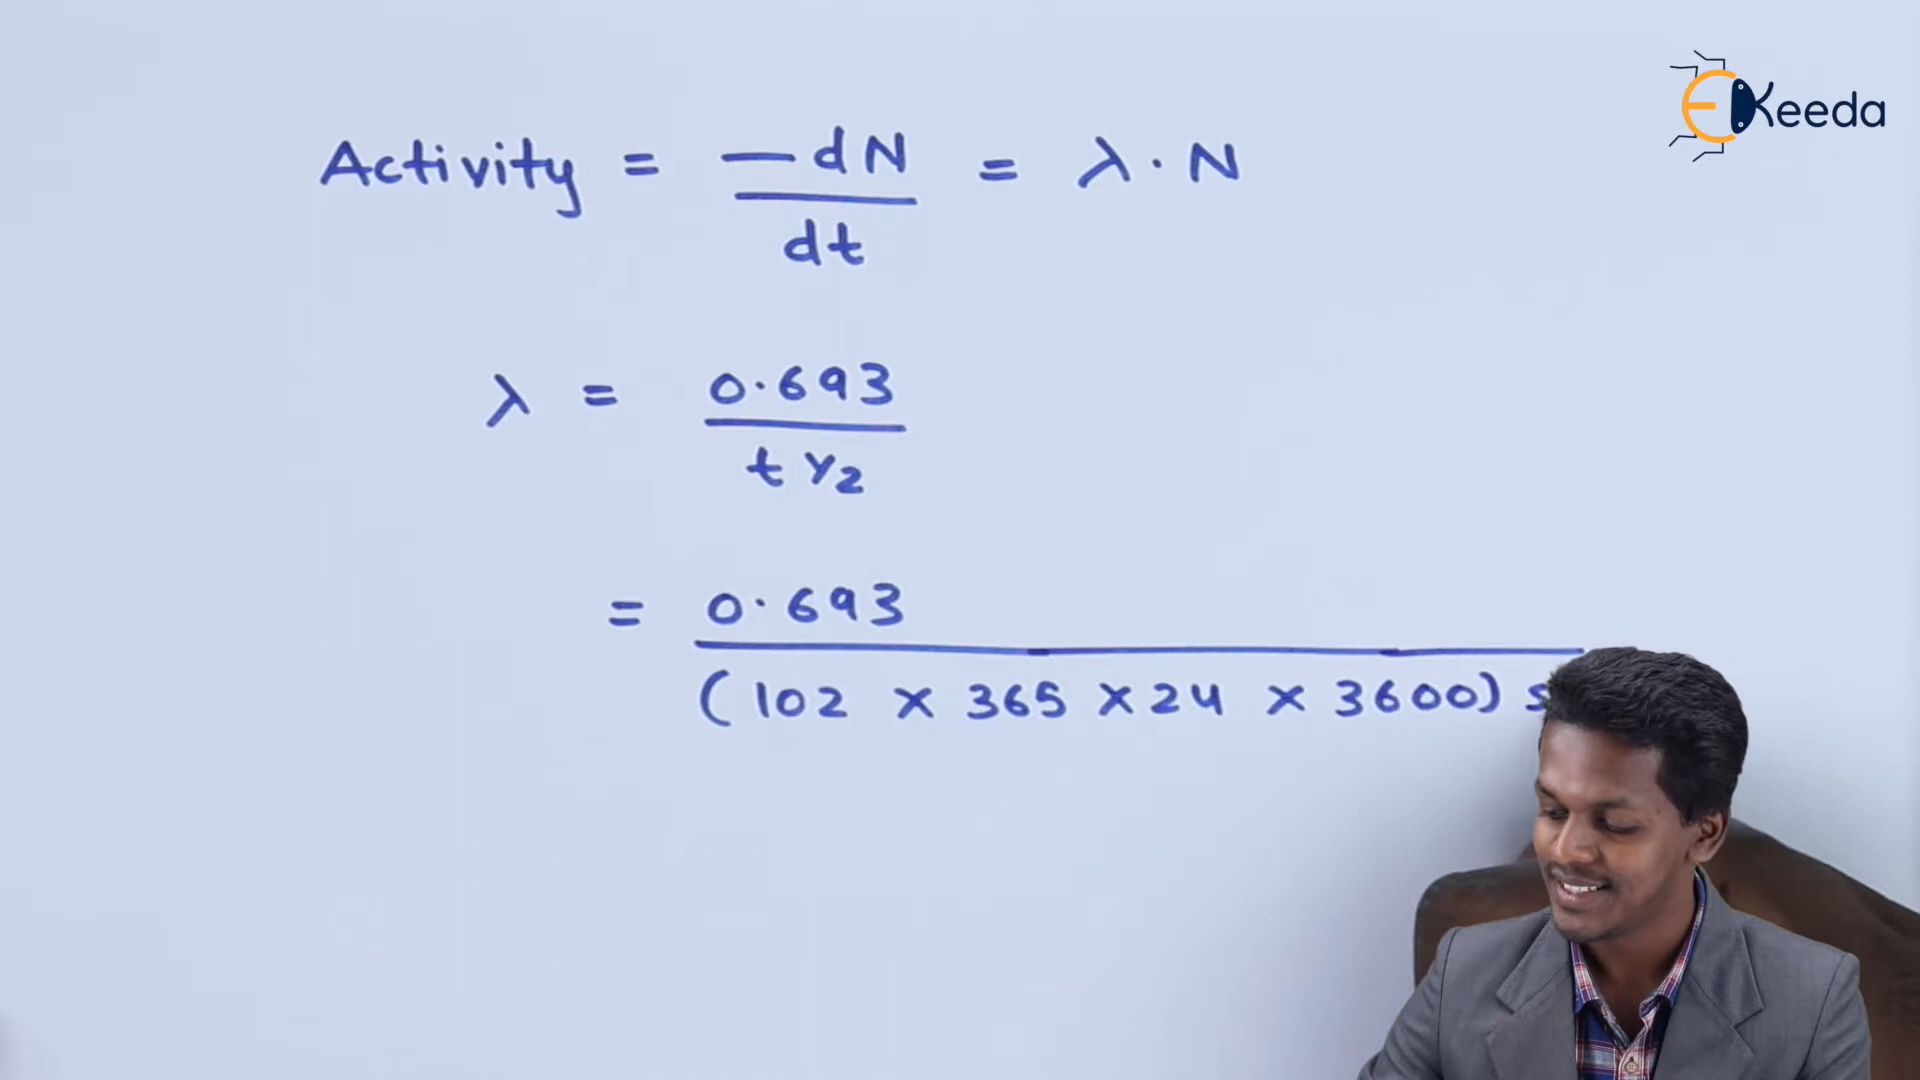 EKeeda
Activity = -dN/dt = λ · N
λ = 0.693/t½
= 0.693/(102 x 365 x 24 x 3600) s